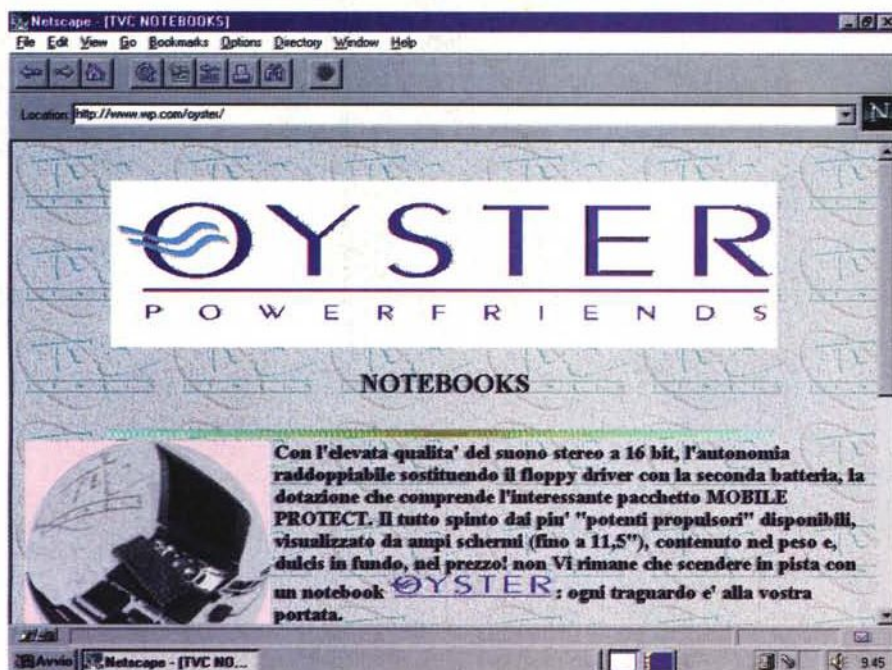 Netscape - [TVC NOTEBOOKS]
File Edit View Go Bookmarks Options Directory Window Help
Location: http://www.wp.com/oyster/
N
OYSTER
POWERFRIENDS
NOTEBOOKS
Con l'elevata qualita' del suono stereo a 16 bit, l'autonomia
raddoppiabile sostituendo il floppy driver con la seconda batteria, la
dotazione che comprende l'interessante pacchetto MOBILE
PROTECT. Il tutto spinto dai piu' "potenti propulsori" disponibili,
visualizzato da ampi schermi (fino a 11,5"), contenuto nel peso e,
dulcis in fundo, nel prezzo! non Vi rimane che scendere in pista con
un notebook OYSTER : ogni traguardo e' alla vostra
portata.
Avvio Netscape - [TVC NO... 9.45